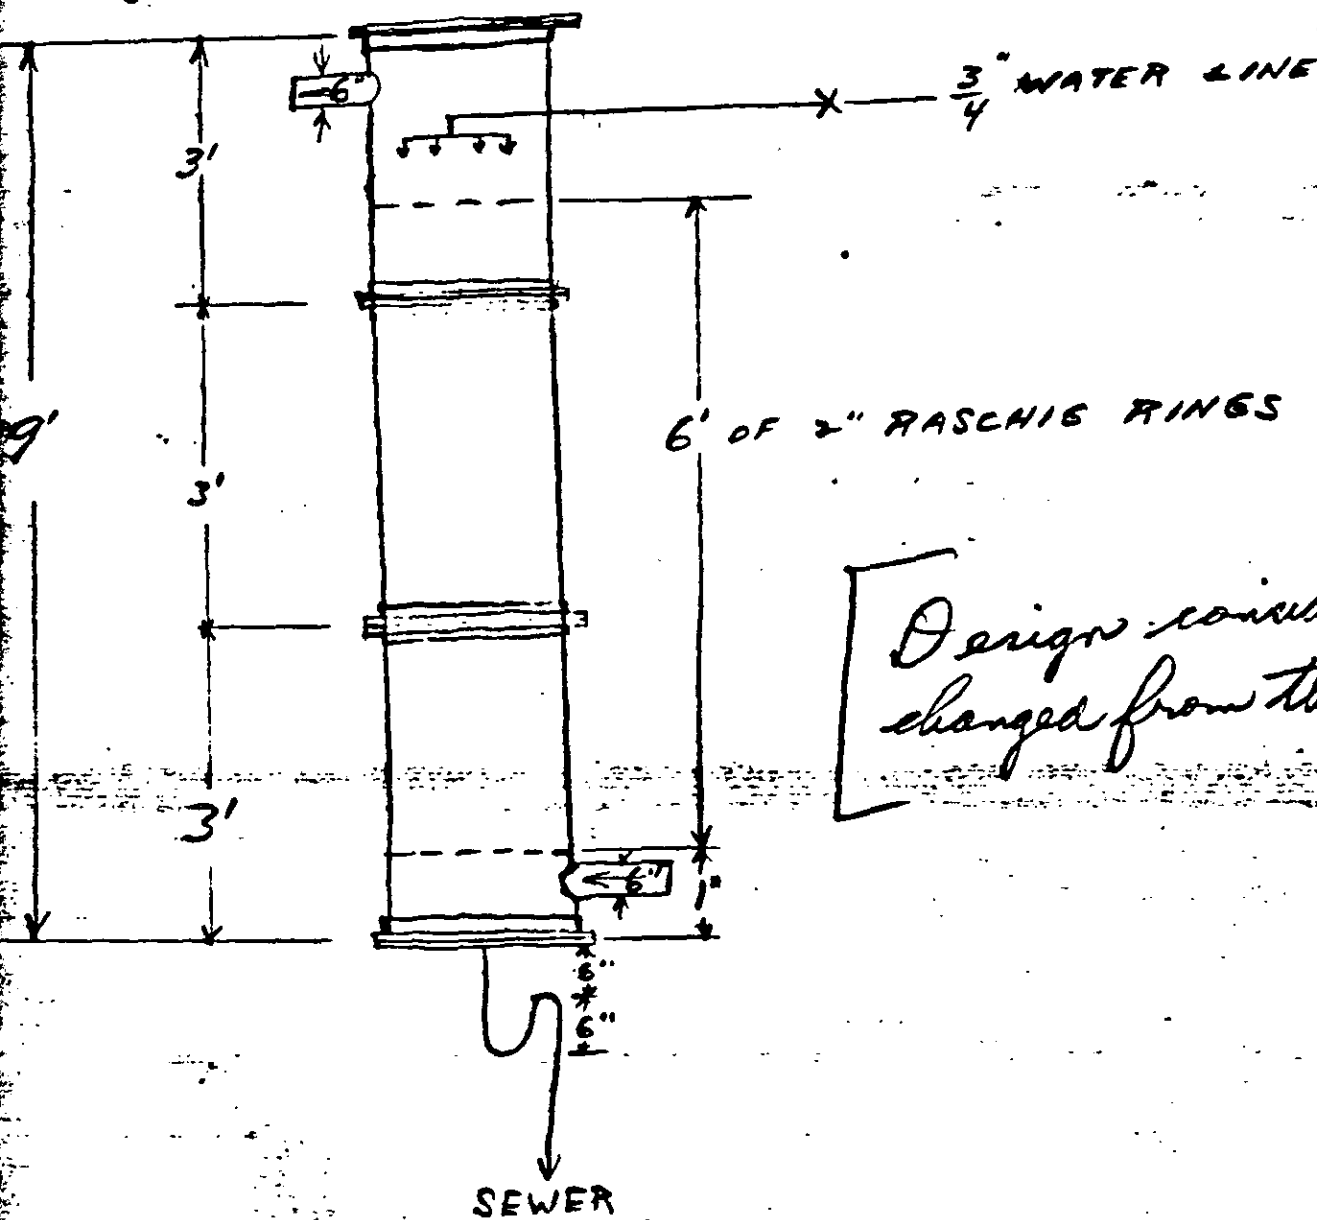 6"
3/4" WATER LINE
3'
9'
6' OF 2" RASCHIG RINGS
3'
Design
changed from
3'
6"
1"
6"
6"
SEWER